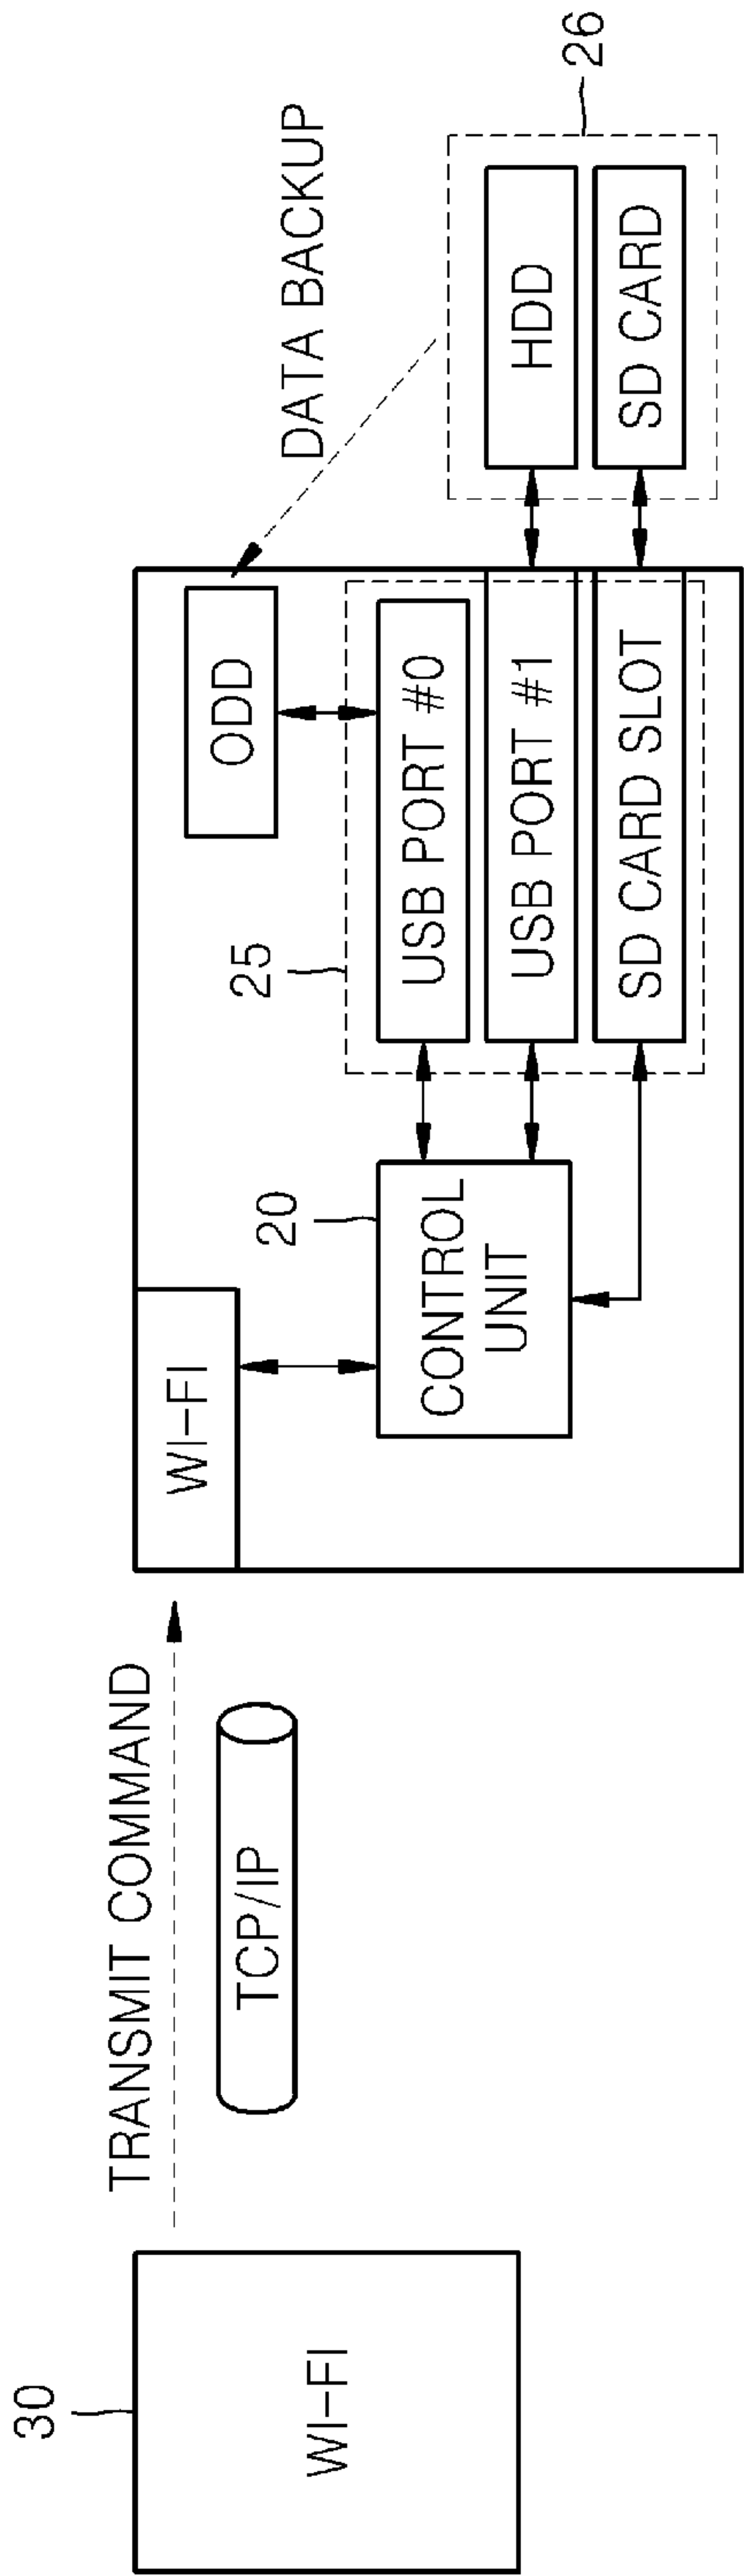 30
WI-FI
TRANSMIT COMMAND
TCP/IP
WI-FI
20
CONTROL
UNIT
25
ODD
USB PORT #0
USB PORT #1
SD CARD SLOT
DATA BACKUP
HDD
SD CARD
26